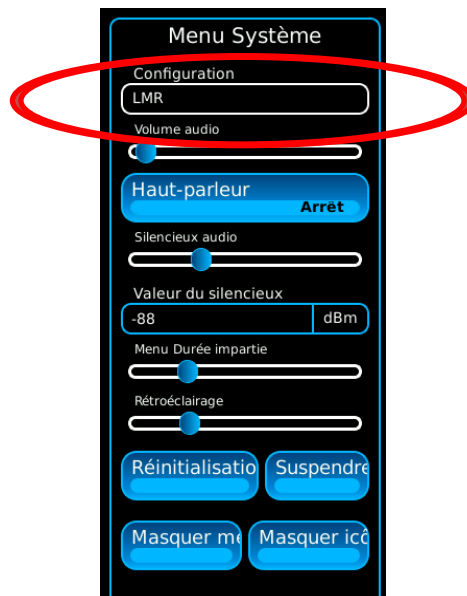 Menu Système
Configuration
LMR
Volume audio
Haut-parleur
Arrêt
Silencieux audio
Valeur du silencieux
-88 dBm
Menu Durée impartie
Rétroéclairage
Réinitialisatio Suspendre
Masquer me Masquer icô